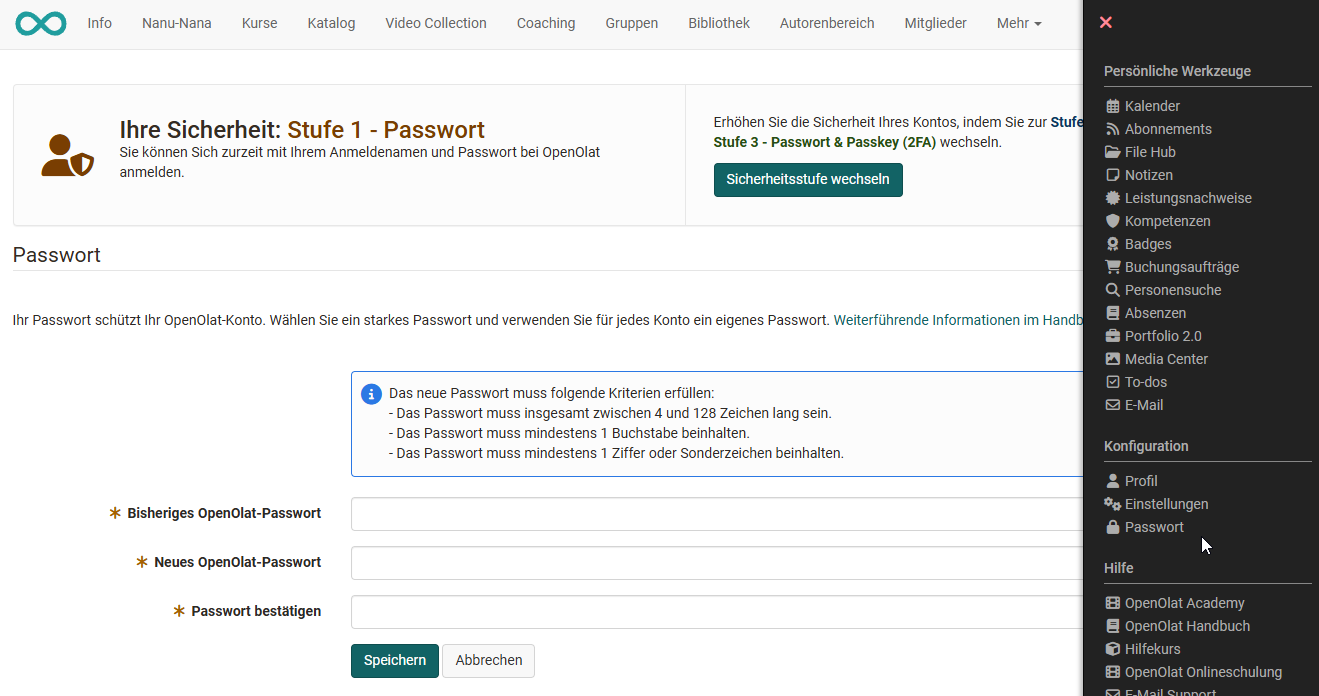 Info Nanu-Nana Kurse Katalog Video Collection Coaching Gruppen Bibliothek Autorenbereich Mitglieder Mehr
Ihre Sicherheit: Stufe 1 - Passwort
Sie können Sich zurzeit mit Ihrem Anmeldenamen und Passwort bei OpenOlat
anmelden.
Erhöhen Sie die Sicherheit Ihres Kontos, indem Sie zur Stufe
Stufe 3 - Passwort & Passkey (2FA) wechseln.
Sicherheitsstufe wechseln
Passwort
Ihr Passwort schützt Ihr OpenOlat-Konto. Wählen Sie ein starkes Passwort und verwenden Sie für jedes Konto ein eigenes Passwort. Weiterführende Informationen im Handb
Das neue Passwort muss folgende Kriterien erfüllen:
- Das Passwort muss insgesamt zwischen 4 und 128 Zeichen lang sein.
- Das Passwort muss mindestens 1 Buchstabe beinhalten.
- Das Passwort muss mindestens 1 Ziffer oder Sonderzeichen beinhalten.
Bisheriges OpenOlat-Passwort
Neues OpenOlat-Passwort
Passwort bestätigen
Speichern Abbrechen
Persönliche Werkzeuge
Kalender
Abonnements
File Hub
Notizen
Leistungsnachweise
Kompetenzen
Badges
Buchungsaufträge
Personensuche
Absenzen
Portfolio 2.0
Media Center
To-dos
E-Mail
Konfiguration
Profil
Einstellungen
Passwort
Hilfe
OpenOlat Academy
OpenOlat Handbuch
Hilfekurs
OpenOlat Onlineschulung
E-Mail Support